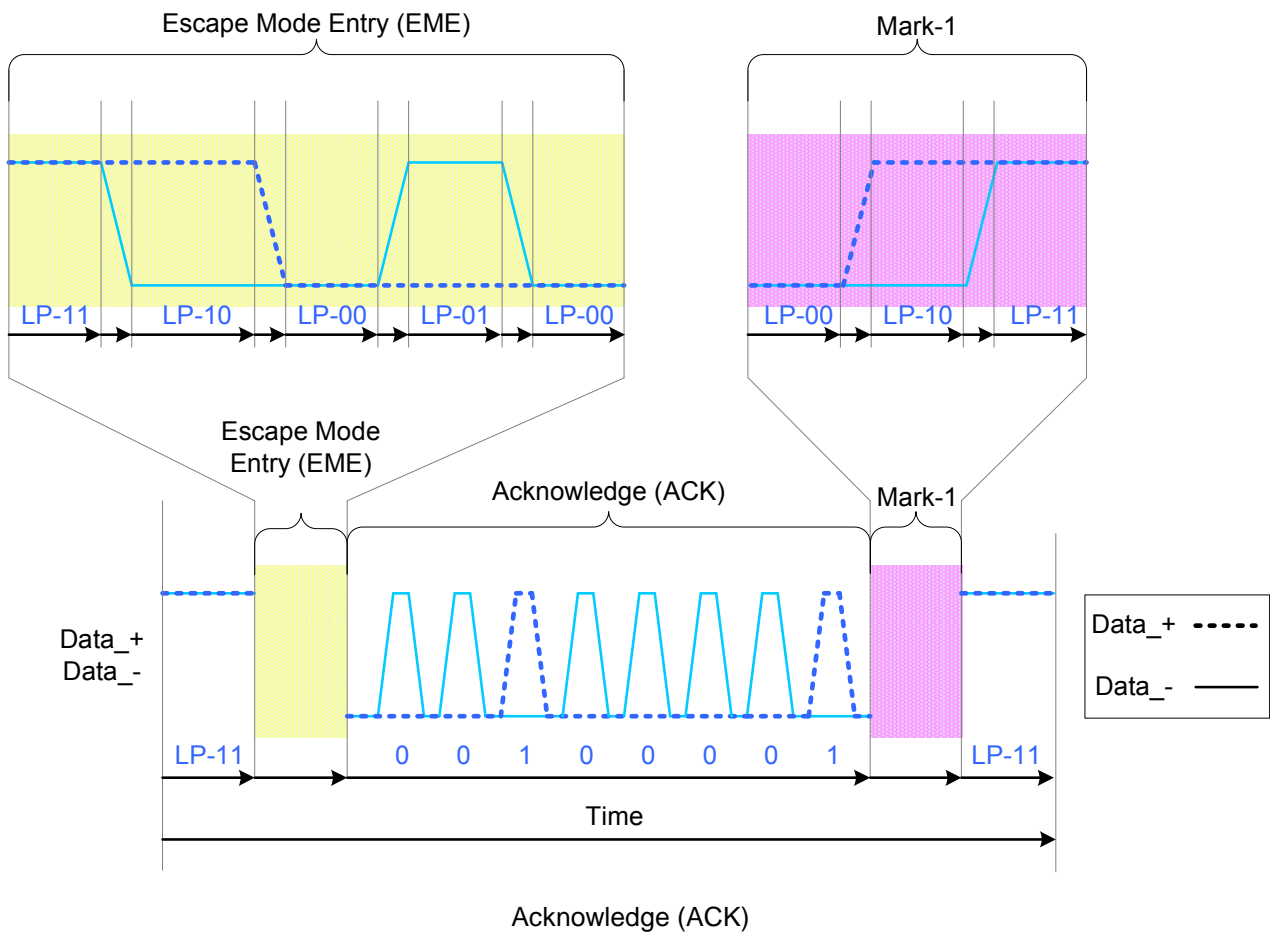 Escape Mode Entry (EME)
Mark-1
LP-11 LP-10 LP-00 LP-01 LP-00
LP-00 LP-10 LP-11
Escape Mode
Entry (EME)
Acknowledge (ACK)
Mark-1
Data_+
Data_-
Data_+
Data_-
LP-11 0 0 1 0 0 0 0 1 LP-11
Time
Acknowledge (ACK)